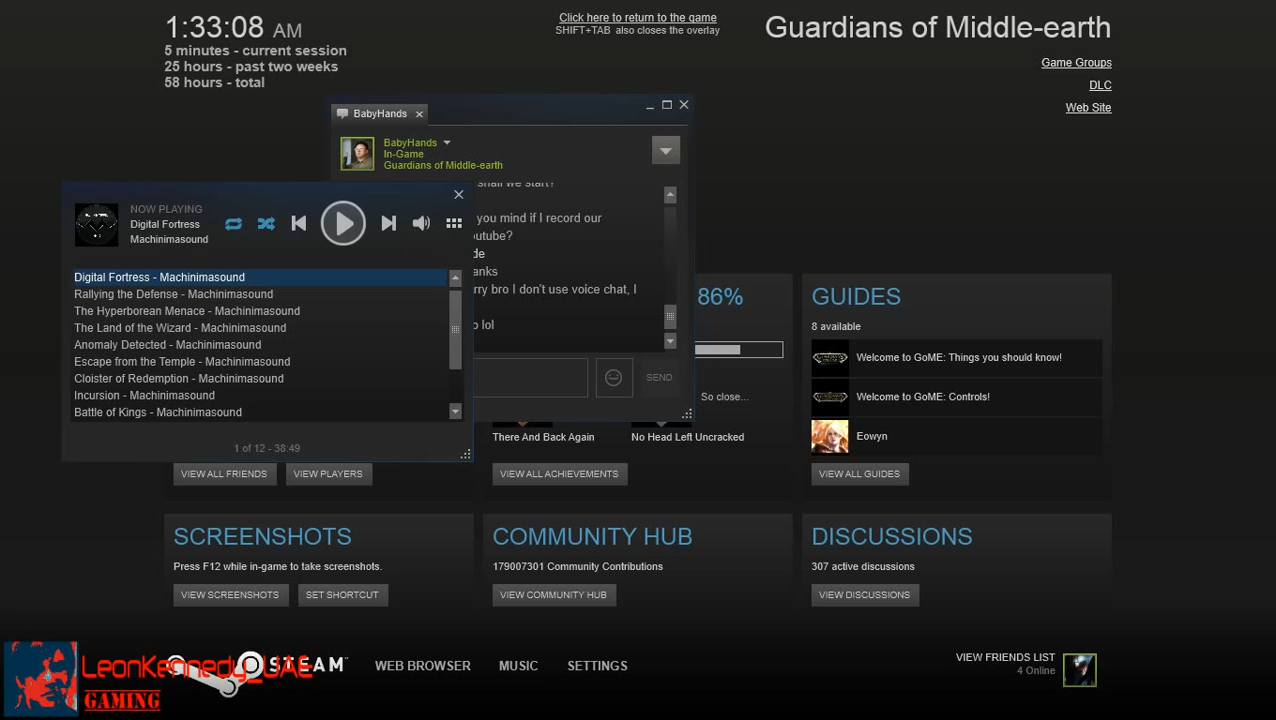 1:33:08 AM
5 minutes - current session
25 hours - past two weeks
58 hours - total
Click here to return to the game
SHIFT+TAB also closes the overlay
Guardians of Middle-earth
Game Groups
DLC
Web Site
BabyHands
BabyHands
In-Game
Guardians of Middle-earth
shall we start?
you mind if I record our
utube?
de
anks
rry bro I don't use voice chat, I
o lol
SEND
NOW PLAYING
Digital Fortress
Machinimasound
Digital Fortress - Machinimasound
Rallying the Defense - Machinimasound
The Hyperborean Menace - Machinimasound
The Land of the Wizard - Machinimasound
Anomaly Detected - Machinimasound
Escape from the Temple - Machinimasound
Cloister of Redemption - Machinimasound
Incursion - Machinimasound
Battle of Kings - Machinimasound
1 of 12 - 38:49
VIEW ALL FRIENDS
VIEW PLAYERS
86%
So close...
There And Back Again
No Head Left Uncracked
VIEW ALL ACHIEVEMENTS
GUIDES
8 available
Welcome to GoME: Things you should know!
Welcome to GoME: Controls!
Eowyn
VIEW ALL GUIDES
SCREENSHOTS
Press F12 while in-game to take screenshots.
VIEW SCREENSHOTS
SET SHORTCUT
COMMUNITY HUB
179007301 Community Contributions
VIEW COMMUNITY HUB
DISCUSSIONS
307 active discussions
VIEW DISCUSSIONS
LeonKennedy_UAE
GAMING
STEAM
WEB BROWSER
MUSIC
SETTINGS
VIEW FRIENDS LIST
4 Online